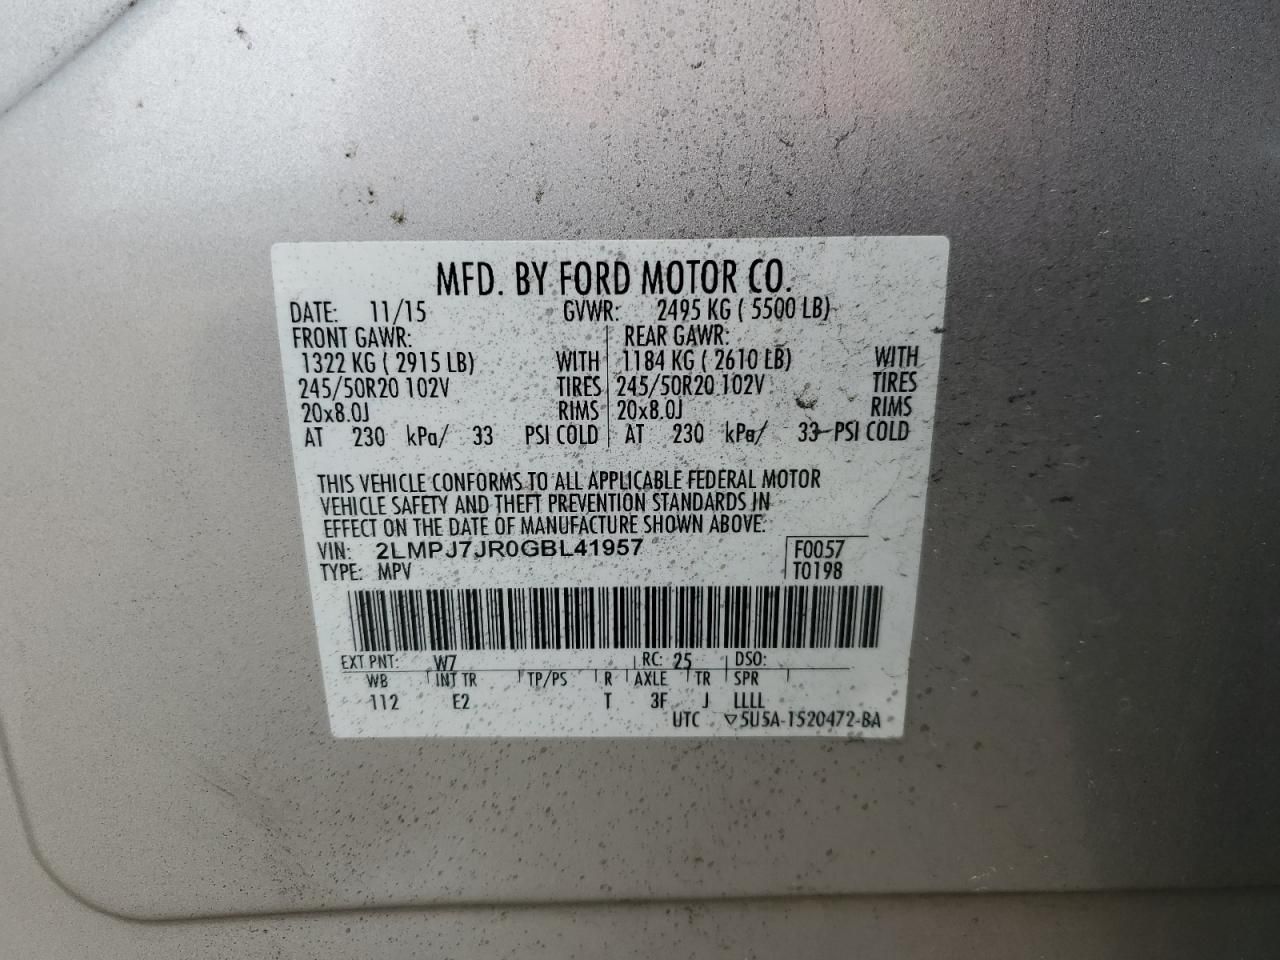 MFD. BY FORD MOTOR CO.
DATE: 11/15 GVWR: 2495 KG ( 5500 LB)
FRONT GAWR: REAR GAWR:
1322 KG ( 2915 LB) WITH 1184 KG ( 2610 LB) WITH
245/50R20 102V TIRES 245/50R20 102V TIRES
20x8.0J RIMS 20x8.0J RIMS
AT 230 kPa/ 33 PSI COLD AT 230 kPa/ 33 PSI COLD
THIS VEHICLE CONFORMS TO ALL APPLICABLE FEDERAL MOTOR
VEHICLE SAFETY AND THEFT PREVENTION STANDARDS IN
EFFECT ON THE DATE OF MANUFACTURE SHOWN ABOVE.
VIN: 2LMPJ7JR0GBL41957 F0057
TYPE: MPV T0198
EXT PNT: W7 RC: 25 DSO:
WB INT TR TP/PS R AXLE TR SPR
112 E2 T 3F J LLLL
UTC ▽5U5A-1520472-BA